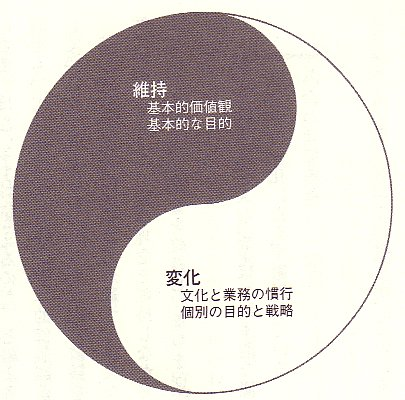 維持
基本的価値観
基本的な目的
変化
文化と業務の慣行
個別の目的と戦略